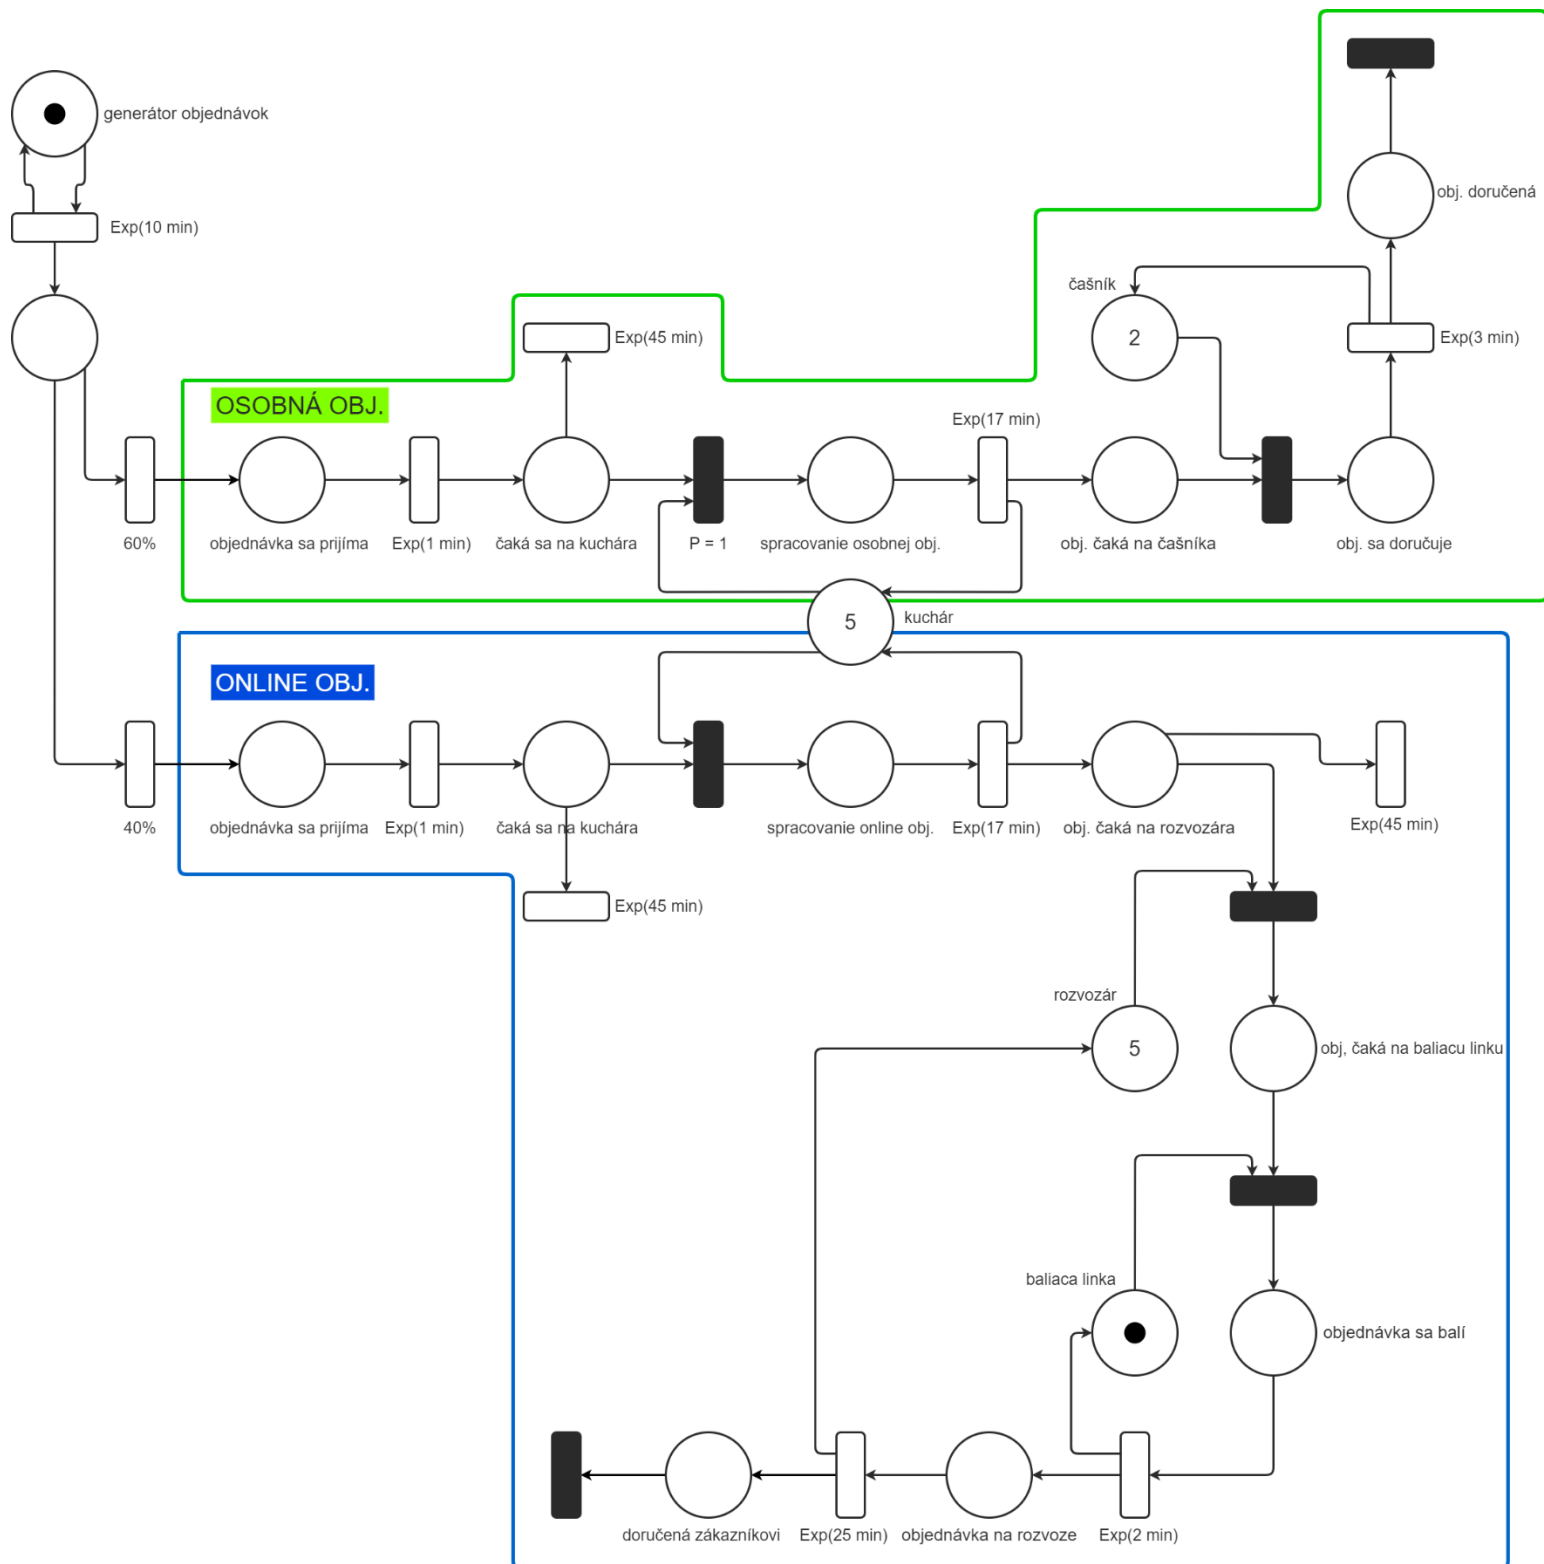 generátor objednávok
obj. doručená
Exp(10 min)
čašník
2
Exp(45 min)
Exp(3 min)
OSOBNÁ OBJ.
Exp(17 min)
60%
objednávka sa prijíma
Exp(1 min)
čaká sa na kuchára
P = 1
spracovanie osobnej obj.
obj. čaká na čašníka
obj. sa doručuje
5
kuchár
ONLINE OBJ.
40%
objednávka sa prijíma
Exp(1 min)
čaká sa na kuchára
spracovanie online obj.
Exp(17 min)
obj. čaká na rozvozára
Exp(45 min)
Exp(45 min)
rozvozár
5
obj, čaká na baliacu linku
baliaca linka
objednávka sa balí
doručená zákazníkovi
Exp(25 min)
objednávka na rozvoze
Exp(2 min)